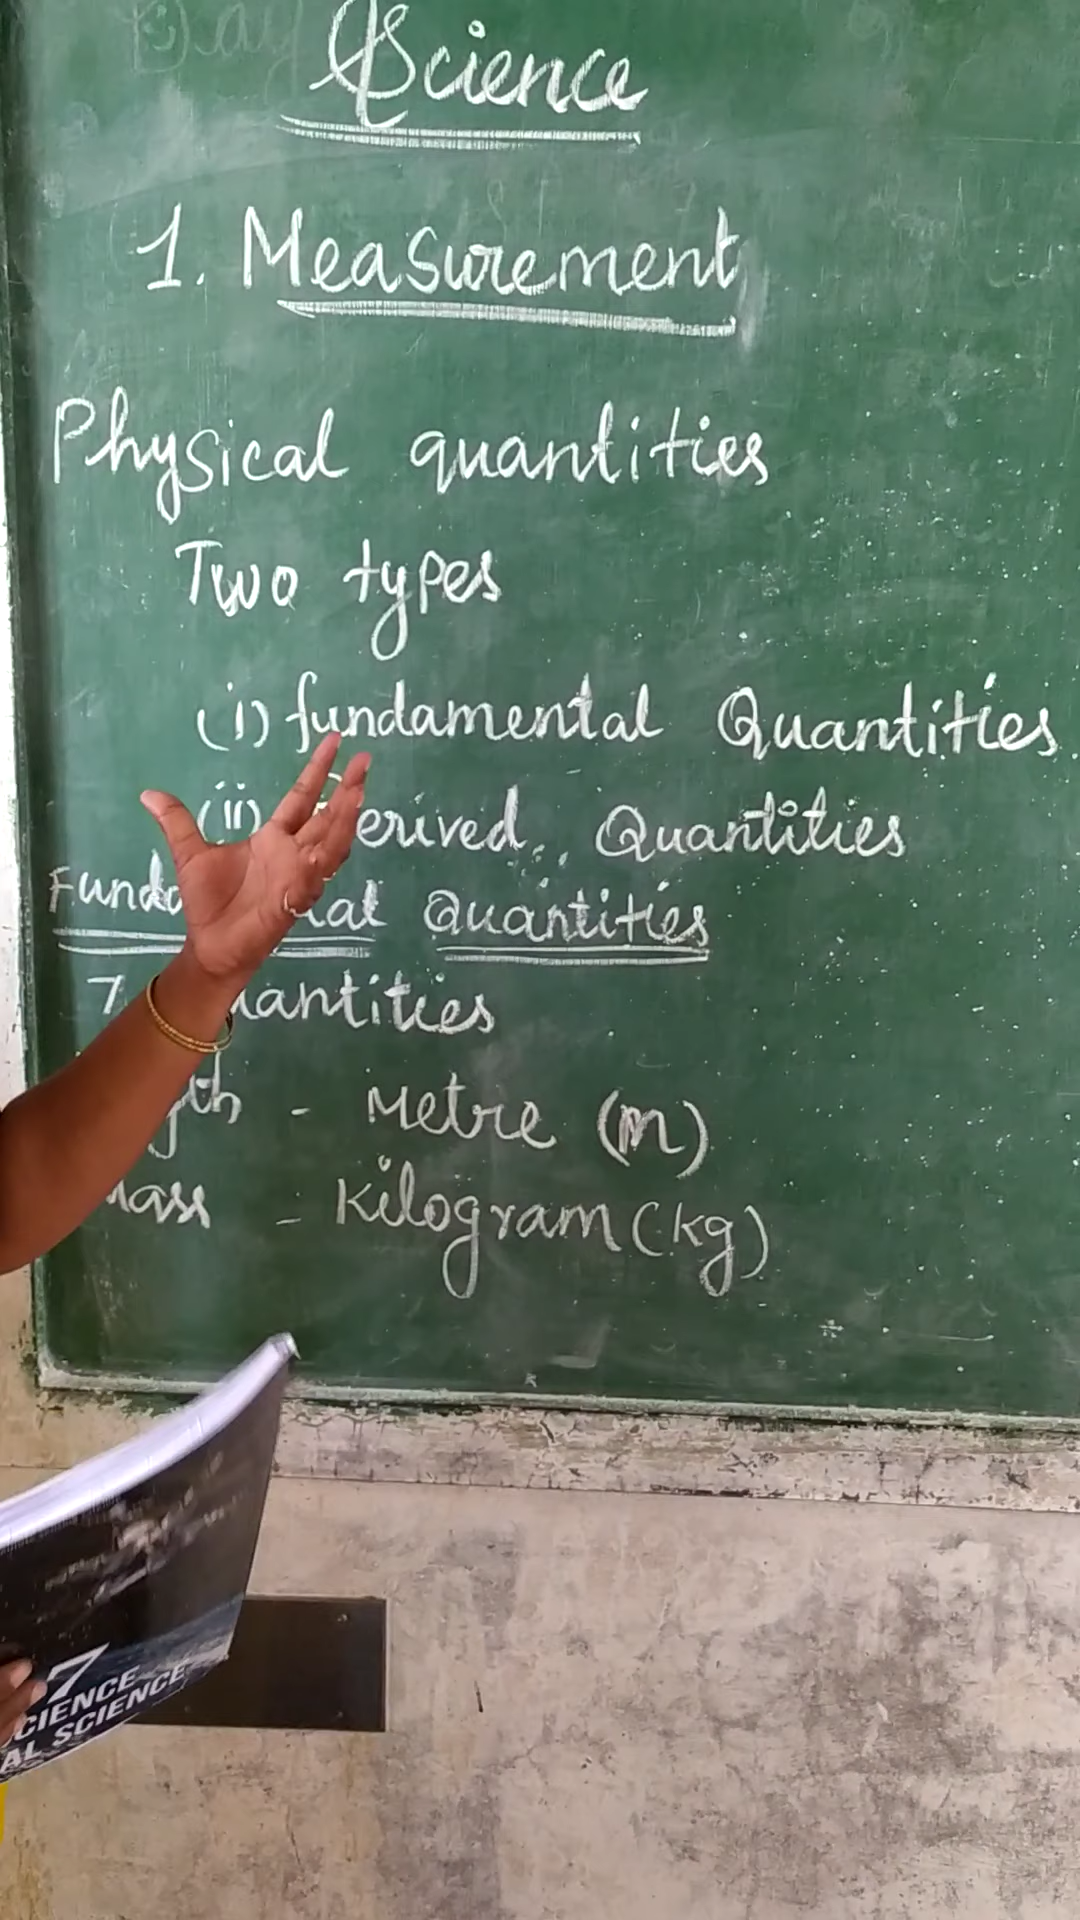 Science
1. Measurement
Physical quantities
Two types
(i) fundamental Quantities
(ii) Derived Quantities
Fundamental Quantities
7 Quantities
Length - Metre (m)
Mass - Kilogram (kg)
7
SCIENCE
SCIENCE